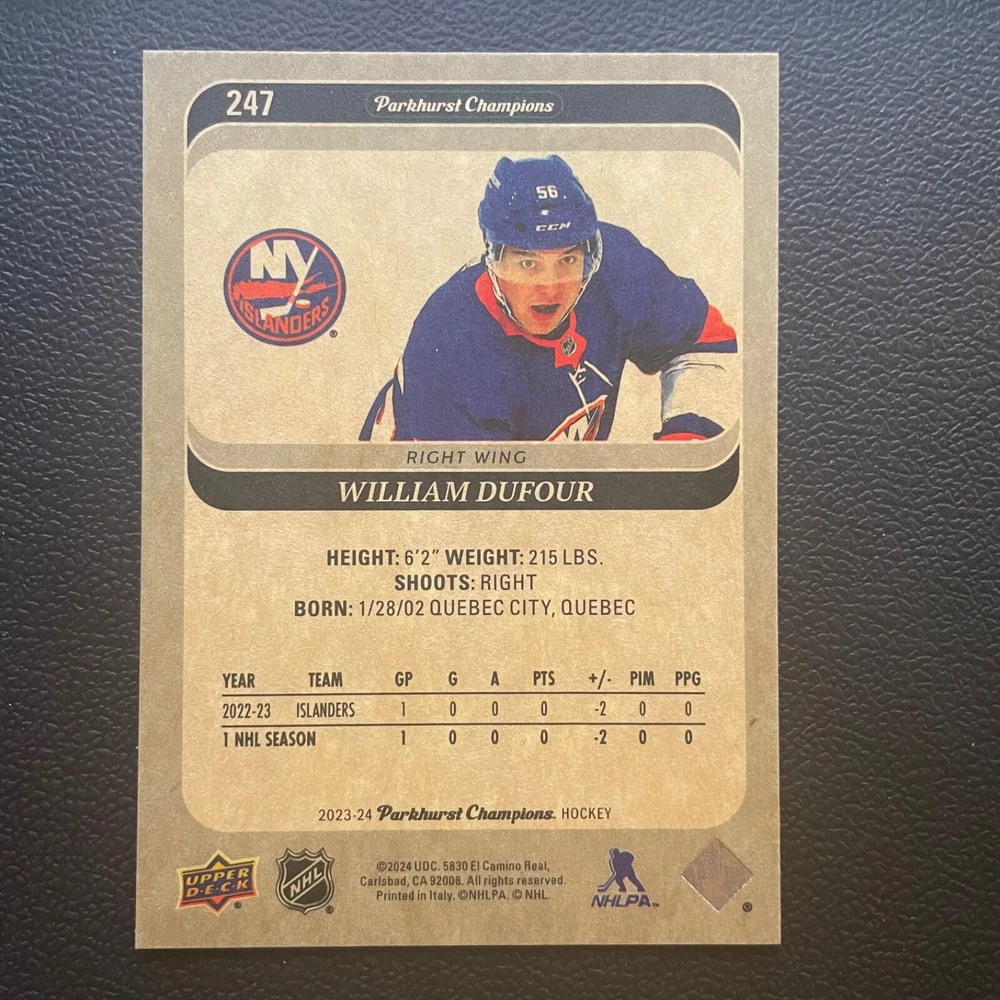 247 Parkhurst Champions
56
CCM
NY
ISLANDERS
®
RIGHT WING
WILLIAM DUFOUR
HEIGHT: 6'2" WEIGHT: 215 LBS.
SHOOTS: RIGHT
BORN: 1/28/02 QUEBEC CITY, QUEBEC
YEAR TEAM GP G A PTS +/- PIM PPG
2022-23 ISLANDERS 1 0 0 0 -2 0 0
1 NHL SEASON 1 0 0 0 -2 0 0
2023-24 Parkhurst Champions. HOCKEY
UPPER
D·E·C·K ®
NHL ®
©2024 UDC. 5830 El Camino Real,
Carlsbad, CA 92008. All rights reserved.
Printed in Italy. ©NHLPA. © NHL.
NHLPA™
®